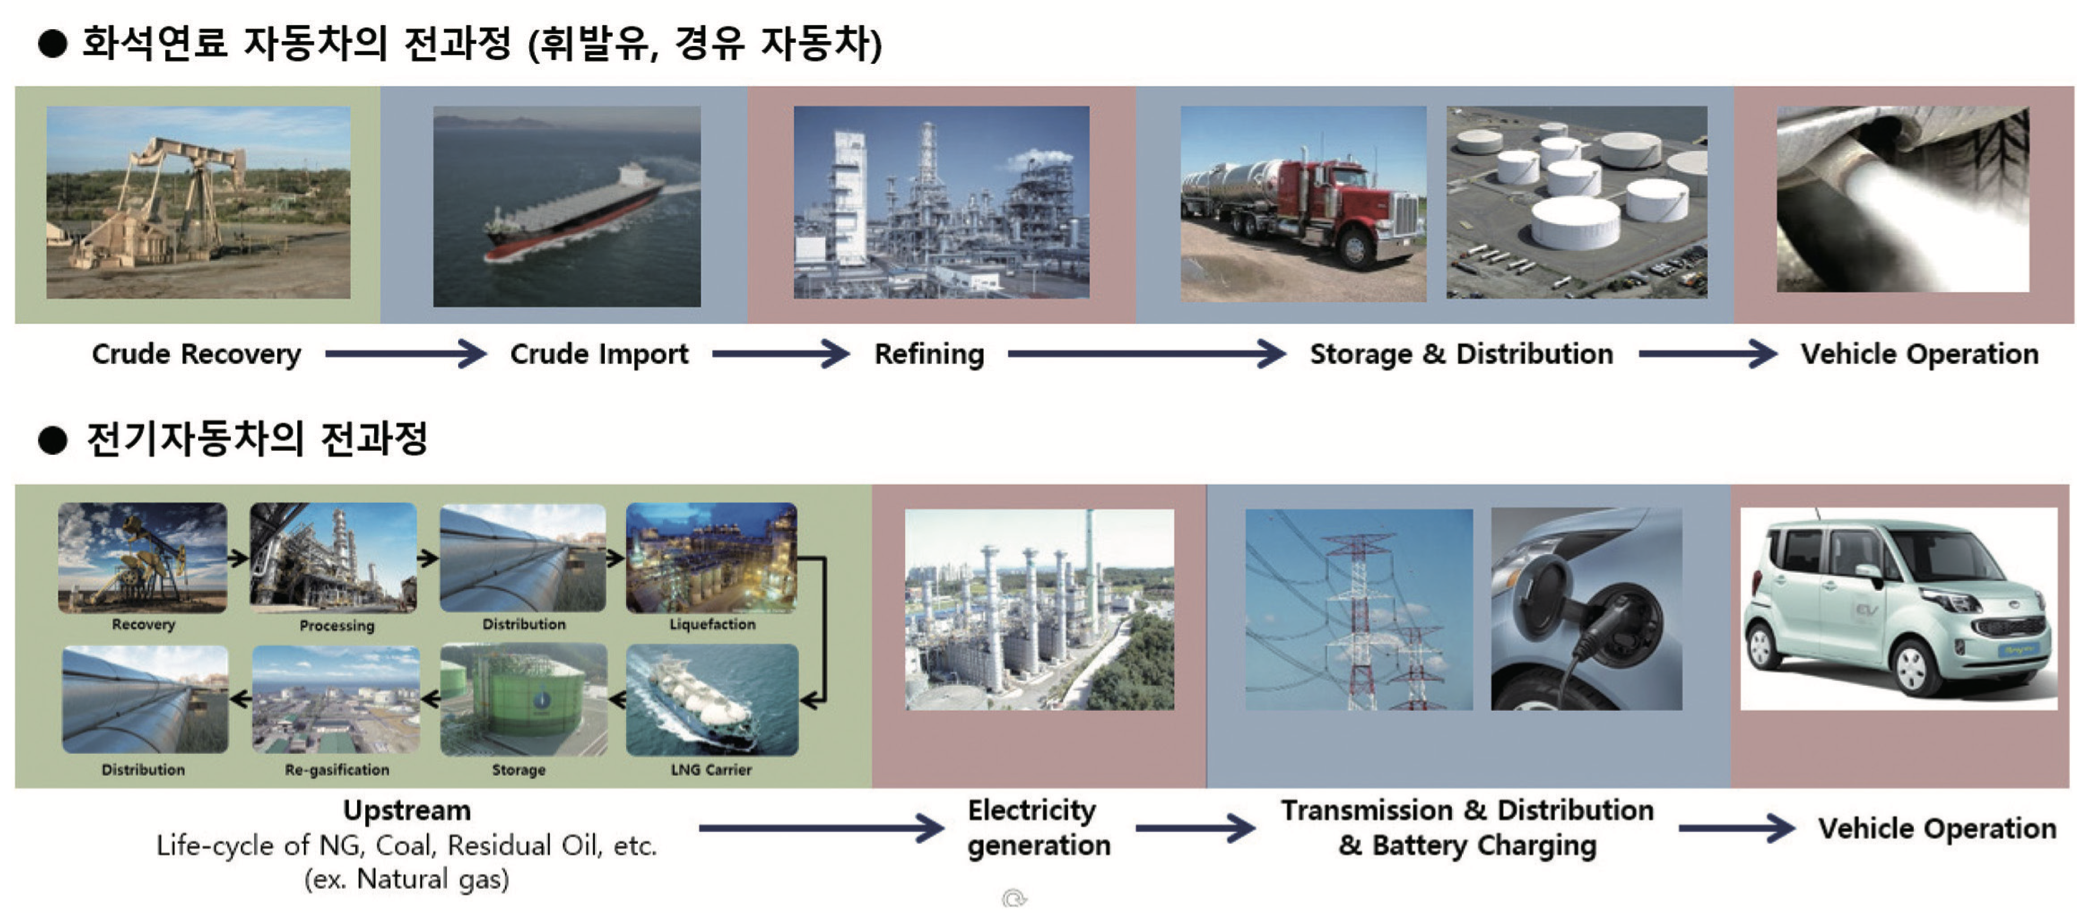 ● 화석연료 자동차의 전과정 (휘발유, 경유 자동차)
Crude Recovery
Crude Import
Refining
Storage & Distribution
Vehicle Operation
● 전기자동차의 전과정
Recovery
Processing
Distribution
Liquefaction
Distribution
Re-gasification
Storage
LNG Carrier
Upstream
Life-cycle of NG, Coal, Residual Oil, etc.
(ex. Natural gas)
Electricity
generation
Transmission & Distribution
& Battery Charging
EV
Vehicle Operation